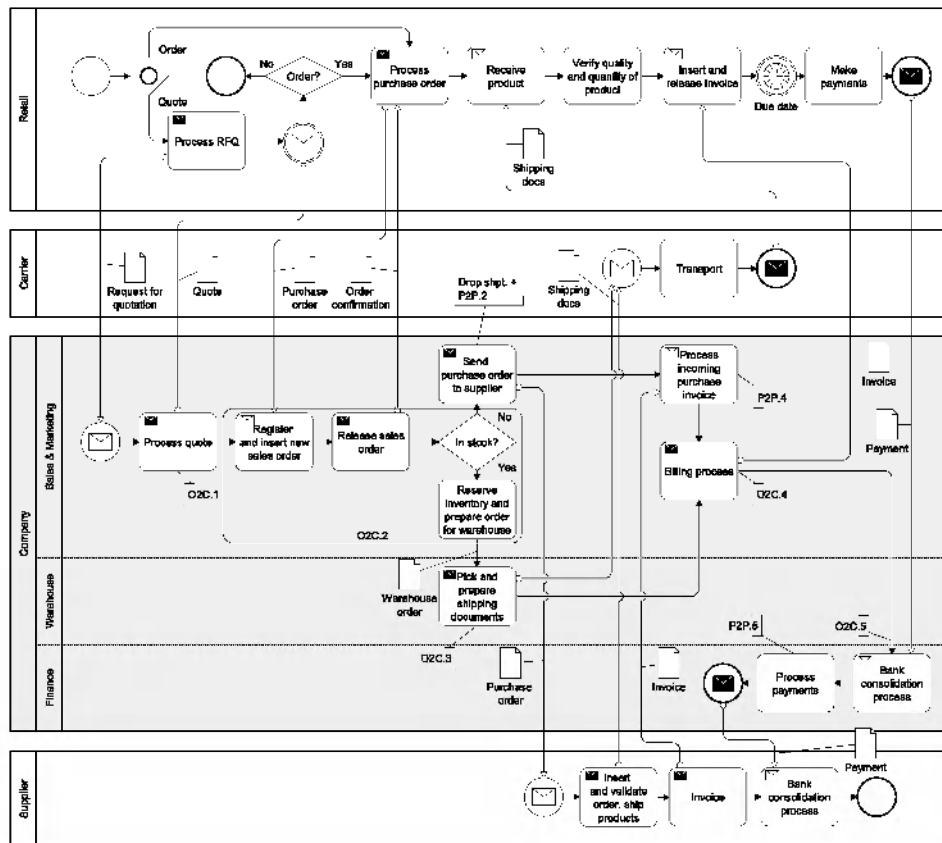 Retail
Order
Quote
No
Order?
Yes
Process
purchase order
Receive
product
Verify quality
and quantity of
product
Insert and
release invoice
Due date
Make
payments
Process RFQ
Shipping
docs
Carrier
Request for
quotation
Quote
Purchase
order
Order
confirmation
Drop shpt. +
P2P.2
Shipping
docs
Transport
Company
Sales & Marketing
Send
purchase order
to supplier
Process
incoming
purchase
invoice
P2P.4
Invoice
Payment
Process quote
Register
and insert new
sales order
Release sales
order
No
In stock?
Yes
Billing process
O2C.1
O2C.4
Reserve
inventory and
prepare order
for warehouse
O2C.2
Warehouse
Warehouse
order
Pick and
prepare
shipping
documents
O2C.3
P2P.5
O2C.5
Finance
Purchase
order
Invoice
Process
payments
Bank
consolidation
process
Payment
Supplier
Insert
and validate
order, ship
products
Invoice
Bank
consolidation
process